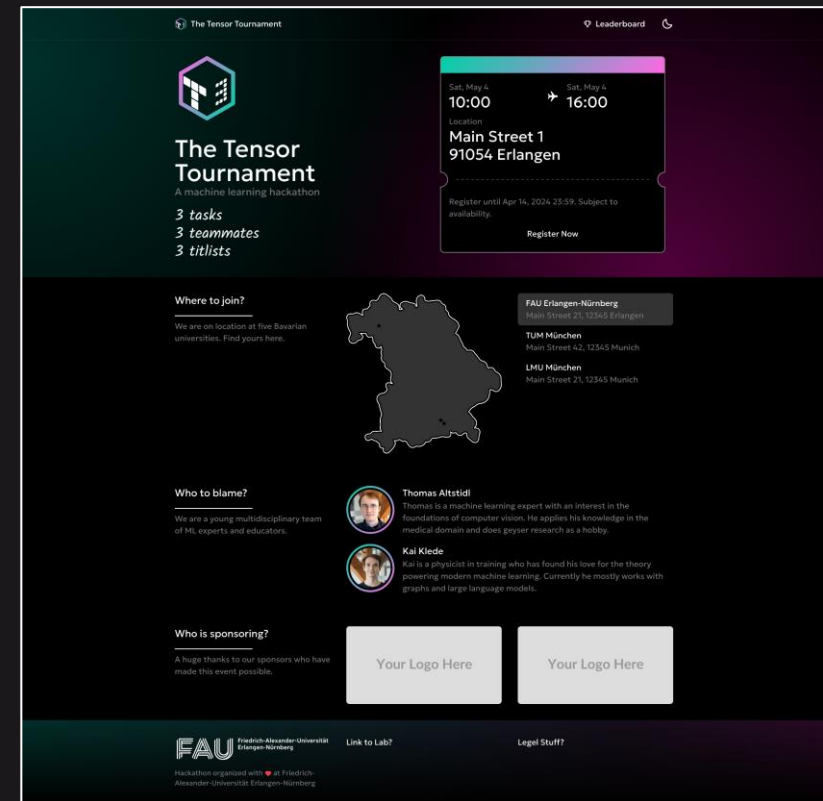 The Tensor Tournament
Leaderboard
The Tensor
Tournament
A machine learning hackathon
3 tasks
3 teammates
3 titlists
Sat, May 4
10:00
Sat, May 4
16:00
Location
Main Street 1
91054 Erlangen
Register until Apr 14, 2024 23:59. Subject to
availability.
Register Now
Where to join?
We are on location at five Bavarian
universities. Find yours here.
FAU Erlangen-Nürnberg
Main Street 21, 12345 Erlangen
TUM München
Main Street 42, 12345 Munich
LMU München
Main Street 21, 12345 Munich
Who to blame?
We are a young multidisciplinary team
of ML experts and educators.
Thomas Altstidl
Thomas is a machine learning expert with an interest in the
foundations of computer vision. He applies his knowledge in the
medical domain and does geyser research as a hobby.
Kai Klede
Kai is a physicist in training who has found his love for the theory
powering modern machine learning. Currently he mostly works with
graphs and large language models.
Who is sponsoring?
A huge thanks to our sponsors who have
made this event possible.
Your Logo Here
Your Logo Here
FAU
Friedrich-Alexander-Universität
Erlangen-Nürnberg
Hackathon organized with ❤ at Friedrich-
Alexander-Universität Erlangen-Nürnberg
Link to Lab?
Legel Stuff?